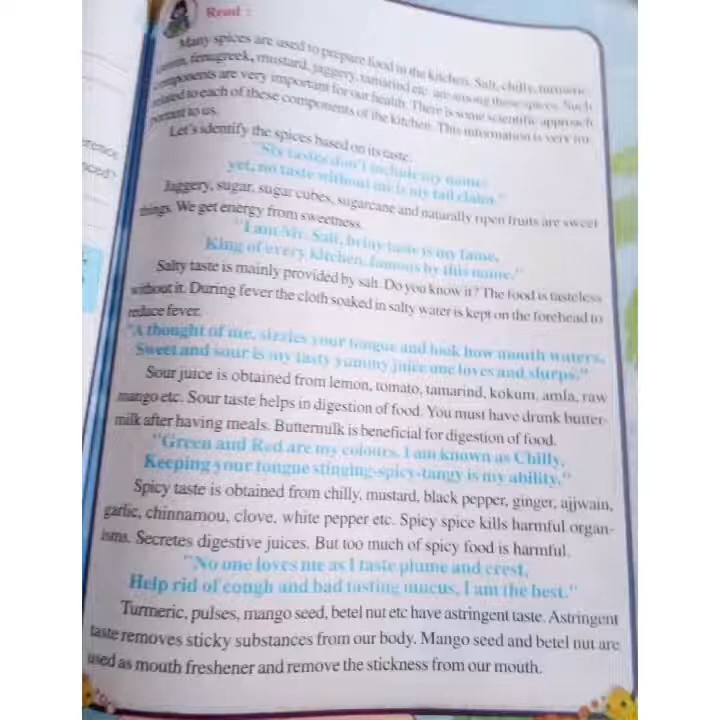 Read :
Many spices are used to prepare food in the kitchen. Salt, chilly, turmeric,
cumin, fenugreek, mustard, jaggery, tamarind etc. are among these spices. Such
components are very important for our health. There is some scientific approach
related to each of these components of the kitchen. This information is very im-
portant to us.
Let's identify the spices based on its taste.
"Six tastes don't include my name,
yet, no taste without me is my tall claim."
Jaggery, sugar, sugar cubes, sugarcane and naturally ripen fruits are sweet
things. We get energy from sweetness.
"I am Mr. Salt, briny taste is my fame,
King of every kitchen, famous by this name."
Salty taste is mainly provided by salt. Do you know it? The food is tasteless
without it. During fever the cloth soaked in salty water is kept on the forehead to
reduce fever.
"A thought of me, sizzles your tongue and look how mouth waters,
Sweet and sour is my tasty yummy juice one loves and slurps."
Sour juice is obtained from lemon, tomato, tamarind, kokum, amla, raw
mango etc. Sour taste helps in digestion of food. You must have drunk butter-
milk after having meals. Buttermilk is beneficial for digestion of food.
"Green and Red are my colours, I am known as Chilly,
Keeping your tongue stinging-spicy-tangy is my ability."
Spicy taste is obtained from chilly, mustard, black pepper, ginger, ajjwain,
garlic, chinnamou, clove, white pepper etc. Spicy spice kills harmful organ-
isms. Secretes digestive juices. But too much of spicy food is harmful.
"No one loves me as I taste plume and crest,
Help rid of cough and bad tasting mucus, I am the best."
Turmeric, pulses, mango seed, betel nut etc have astringent taste. Astringent
taste removes sticky substances from our body. Mango seed and betel nut are
used as mouth freshener and remove the stickness from our mouth.